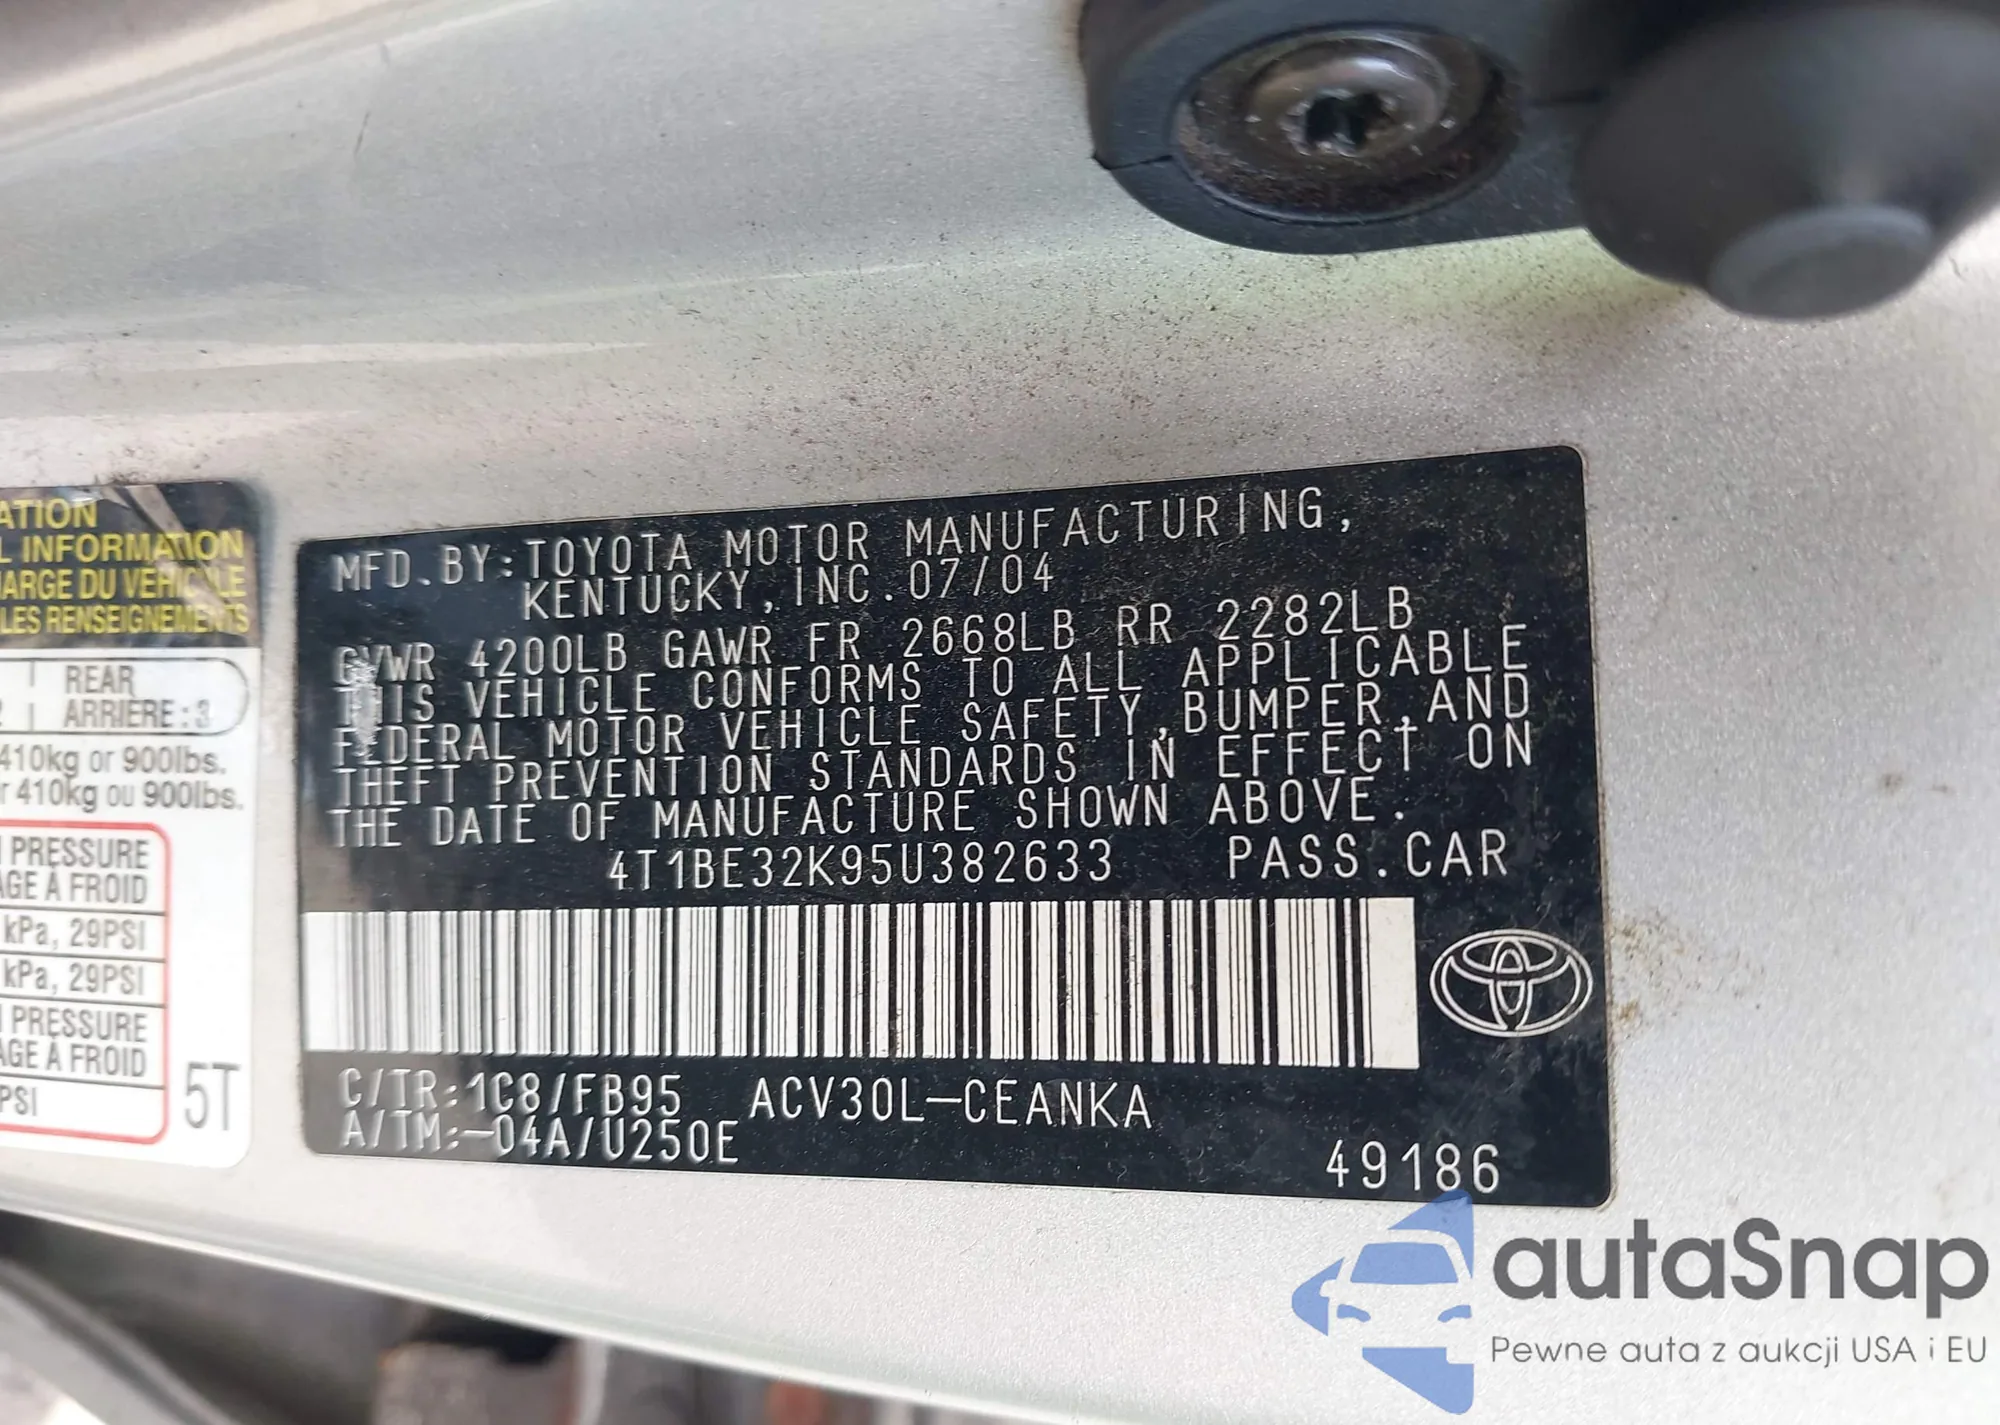 ATION
L INFORMATION
HARGE DU VÉHICULE
LES RENSEIGNEMENTS
REAR
2 ARRIÈRE : 3
410kg or 900lbs.
r 410kg ou 900lbs.
PRESSURE
AGE À FROID
kPa, 29PSI
kPa, 29PSI
PRESSURE
AGE À FROID
PSI
5T
MFD.BY:TOYOTA MOTOR MANUFACTURING,
KENTUCKY, INC. 07/04
GVWR 4200LB GAWR FR 2668LB RR 2282LB
THIS VEHICLE CONFORMS TO ALL APPLICABLE
FEDERAL MOTOR VEHICLE SAFETY,BUMPER,AND
THEFT PREVENTION STANDARDS IN EFFECT ON
THE DATE OF MANUFACTURE SHOWN ABOVE.
4T1BE32K95U382633 PASS.CAR
C/TR:1C8/FB95 ACV30L-CEANKA
A/TM:-04A/U250E
49186
autaSnap
Pewne auta z aukcji USA i EU